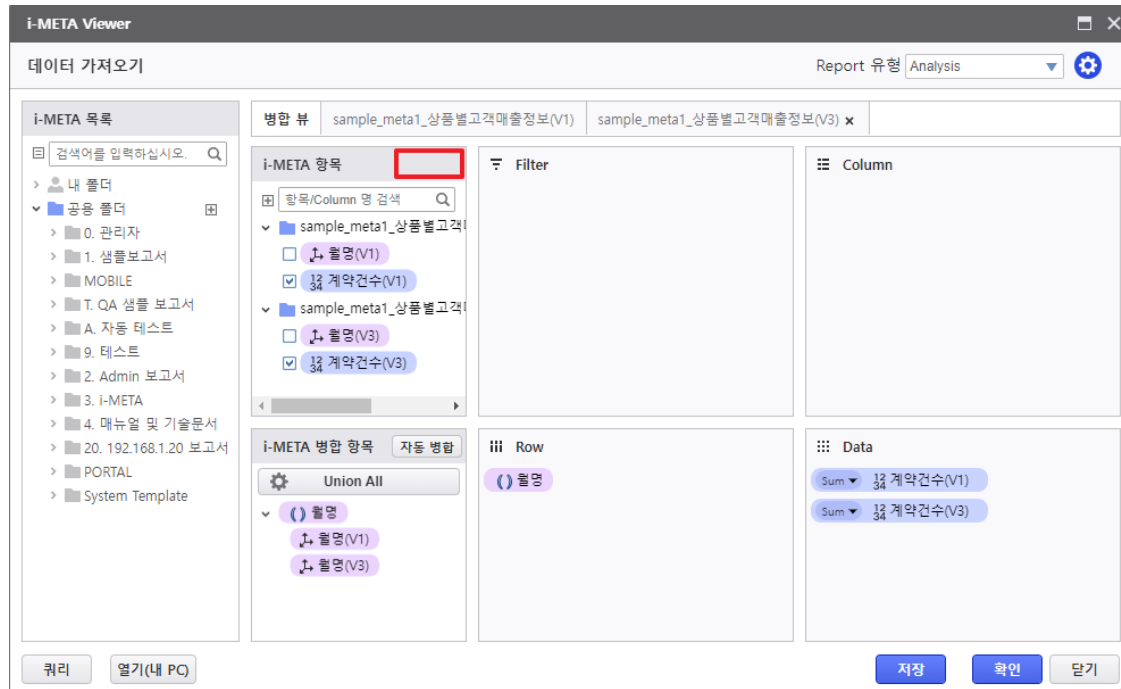 i-META Viewer
데이터 가져오기
Report 유형 Analysis
i-META 목록
검색어를 입력하십시오.
내 폴더
공용 폴더
0. 관리자
1. 샘플보고서
MOBILE
T. QA 샘플 보고서
A. 자동 테스트
9. 테스트
2. Admin 보고서
3. i-META
4. 매뉴얼 및 기술문서
20. 192.168.1.20 보고서
PORTAL
System Template
병합 뷰 sample_meta1_상품별고객매출정보(V1) sample_meta1_상품별고객매출정보(V3)
i-META 항목
항목/Column 명 검색
sample_meta1_상품별고객
월명(V1)
계약건수(V1)
sample_meta1_상품별고객
월명(V3)
계약건수(V3)
Filter
Column
i-META 병합 항목 자동 병합
Union All
() 월명
월명(V1)
월명(V3)
Row
() 월명
Data
Sum 계약건수(V1)
Sum 계약건수(V3)
쿼리 열기(내 PC) 저장 확인 닫기